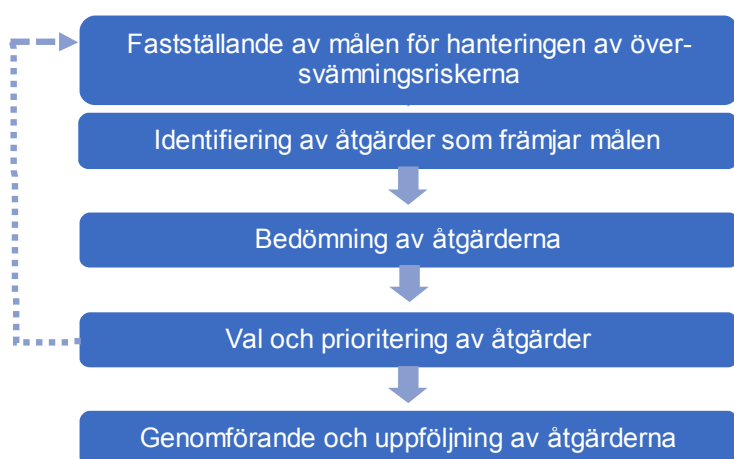 Fastställande av målen för hanteringen av över-
svämningsriskerna
Identifiering av åtgärder som främjar målen
Bedömning av åtgärderna
Val och prioritering av åtgärder
Genomförande och uppföljning av åtgärderna